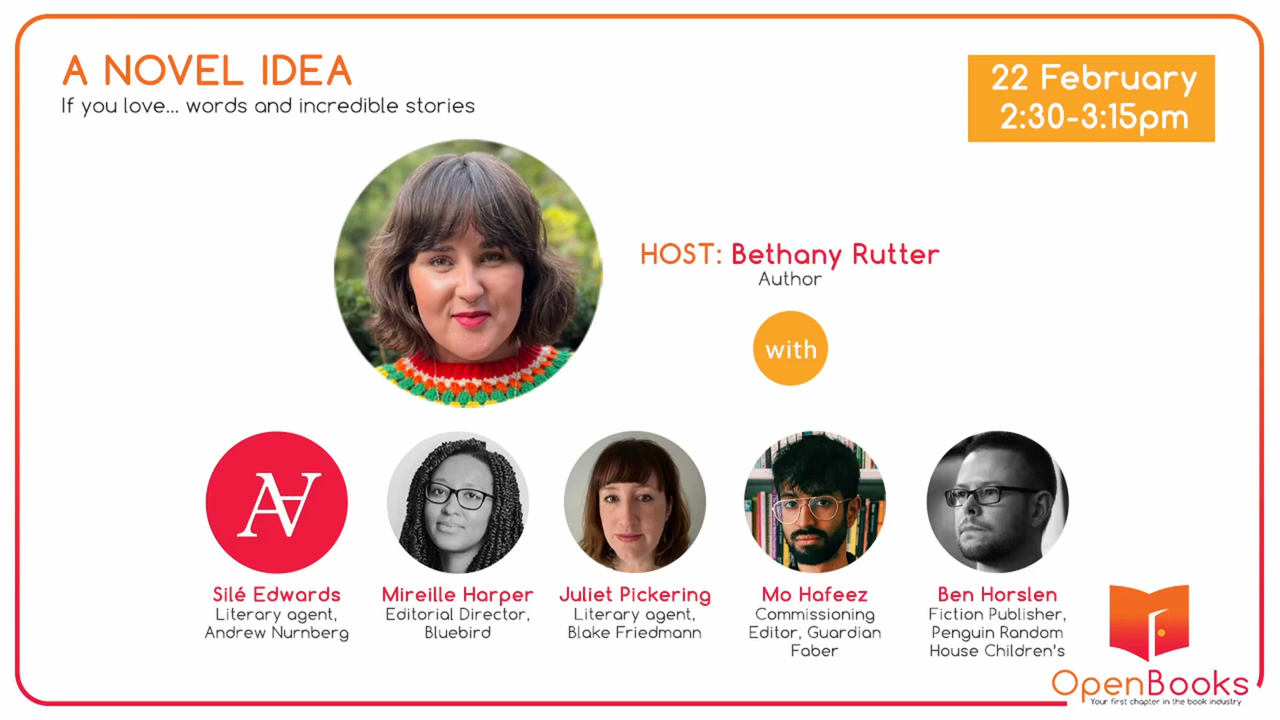 A NOVEL IDEA
If you love... words and incredible stories
22 February
2:30-3:15pm
HOST: Bethany Rutter
Author
with
Silé Edwards
Literary agent,
Andrew Nurnberg
Mireille Harper
Editorial Director,
Bluebird
Juliet Pickering
Literary agent,
Blake Friedmann
Mo Hafeez
Commissioning
Editor, Guardian
Faber
Ben Horslen
Fiction Publisher,
Penguin Random
House Children's
OpenBooks
Your first chapter in the book industry